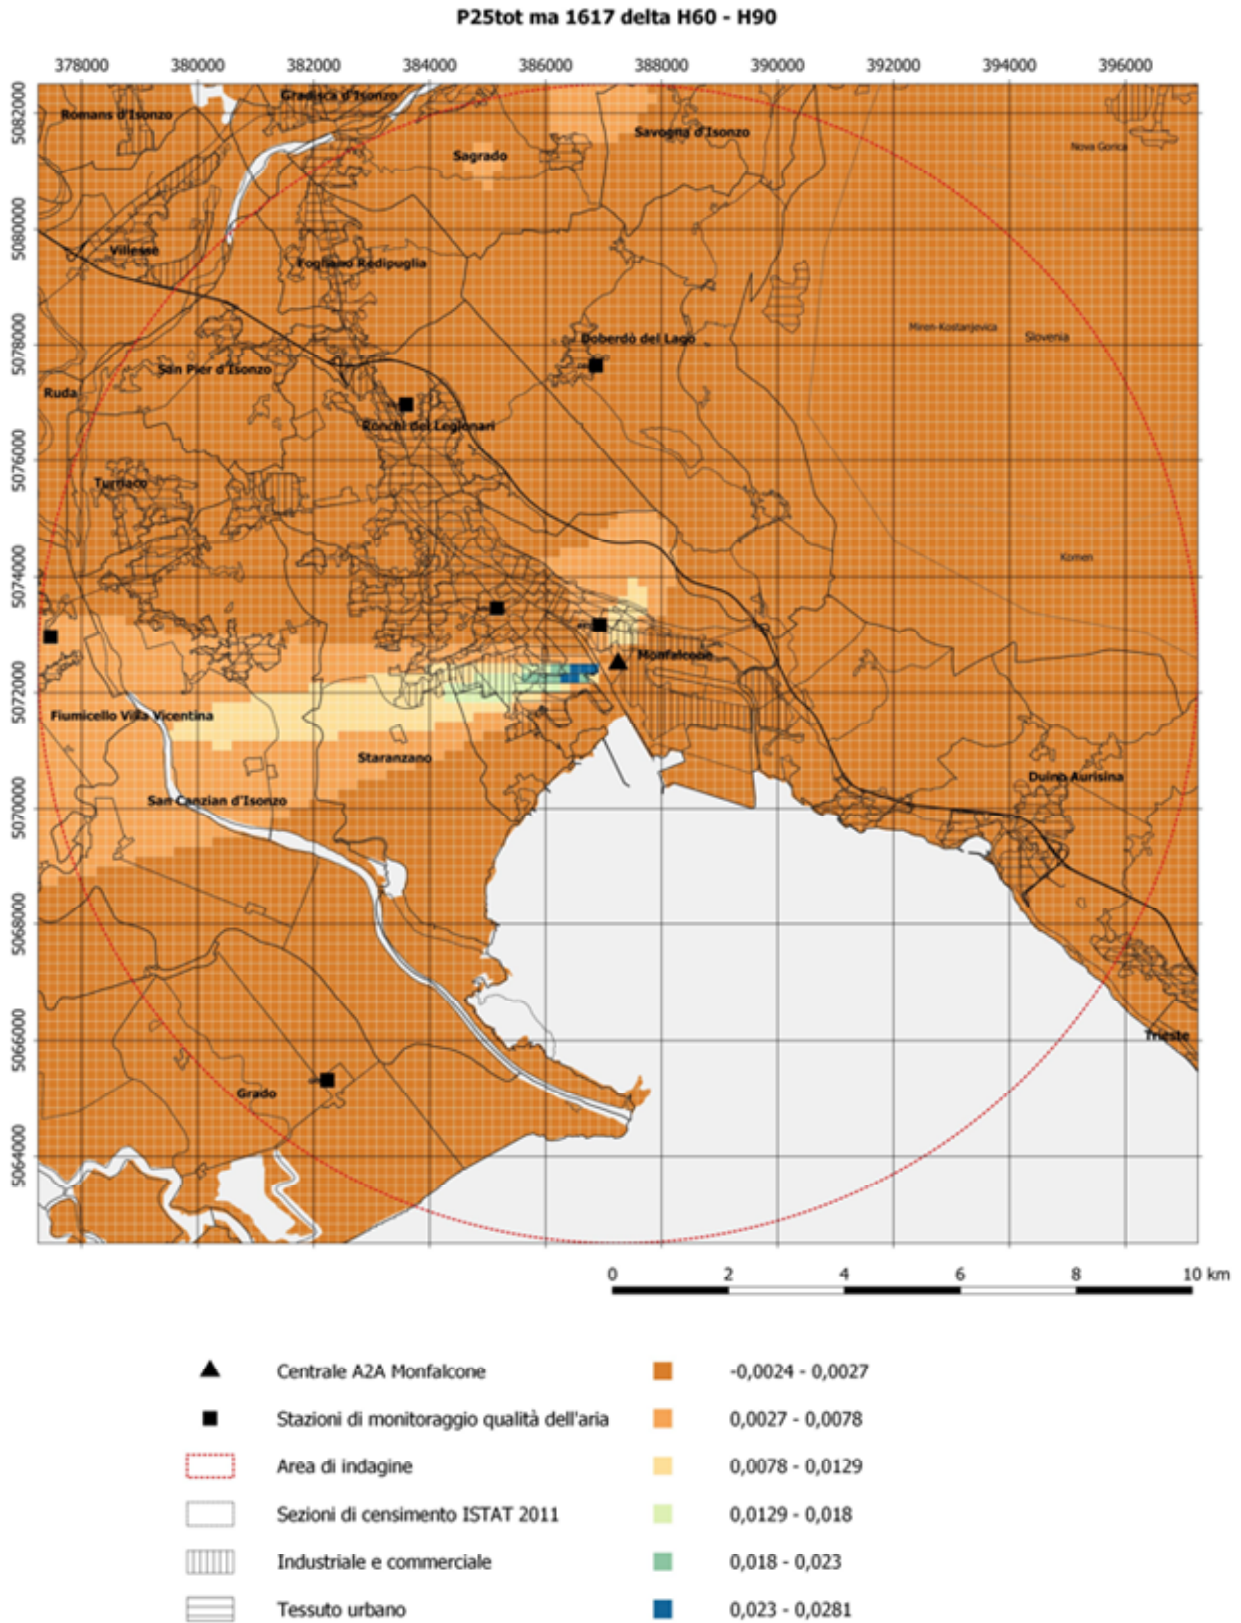 P25tot ma 1617 delta H60 - H90
378000 380000 382000 384000 386000 388000 390000 392000 394000 396000
5082000
5080000
5078000
5076000
5074000
5072000
5070000
5068000
5066000
5064000
Romans d'Isonzo
Gradisca d'Isonzo
Savogna d'Isonzo
Nova Gorica
Sagrado
Villesse
Fogliano Redipuglia
Miren-Kostanjevica
Slovenia
Doberdò del Lago
San Pier d'Isonzo
Ruda
Ronchi dei Legionari
Turriaco
Komen
Monfalcone
Fiumicello Villa Vicentina
Staranzano
Duino Aurisina
San Canzian d'Isonzo
Trieste
Grado
0 2 4 6 8 10 km
Centrale A2A Monfalcone
-0,0024 - 0,0027
Stazioni di monitoraggio qualità dell'aria
0,0027 - 0,0078
Area di indagine
0,0078 - 0,0129
Sezioni di censimento ISTAT 2011
0,0129 - 0,018
Industriale e commerciale
0,018 - 0,023
Tessuto urbano
0,023 - 0,0281